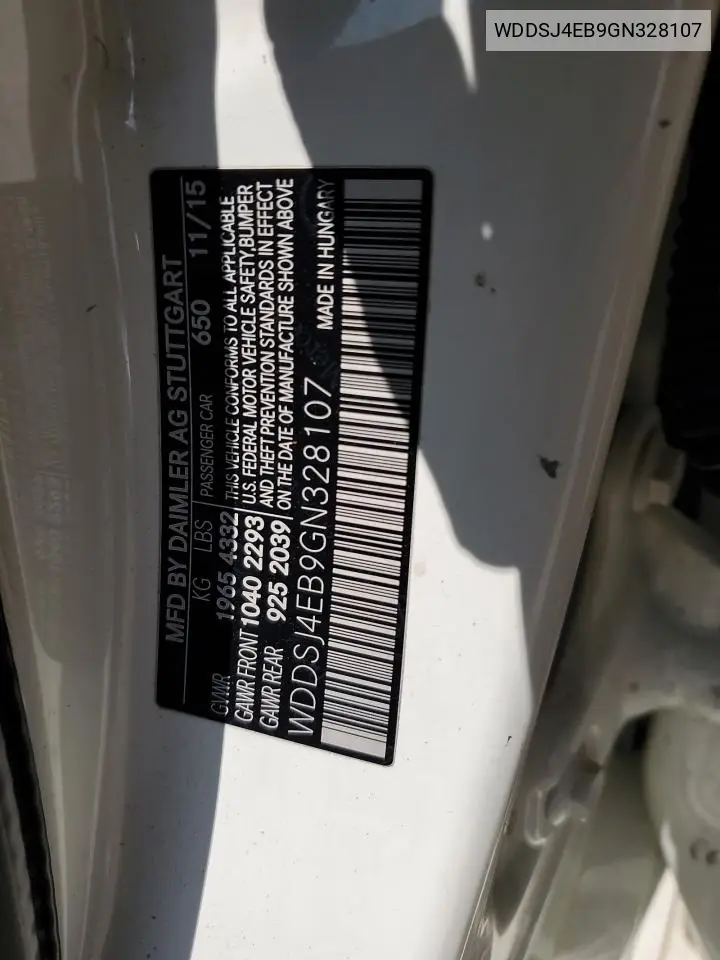 WDDSJ4EB9GN328107
MFD BY DAIMLER AG STUTTGART
KG LBS PASSENGER CAR 650 11/15
GVWR 1965 4332 THIS VEHICLE CONFORMS TO ALL APPLICABLE
GAWR FRONT 1040 2293 U.S. FEDERAL MOTOR VEHICLE SAFETY,BUMPER
GAWR REAR 925 2039 AND THEFT PREVENTION STANDARDS IN EFFECT
ON THE DATE OF MANUFACTURE SHOWN ABOVE
WDDSJ4EB9GN328107 MADE IN HUNGARY